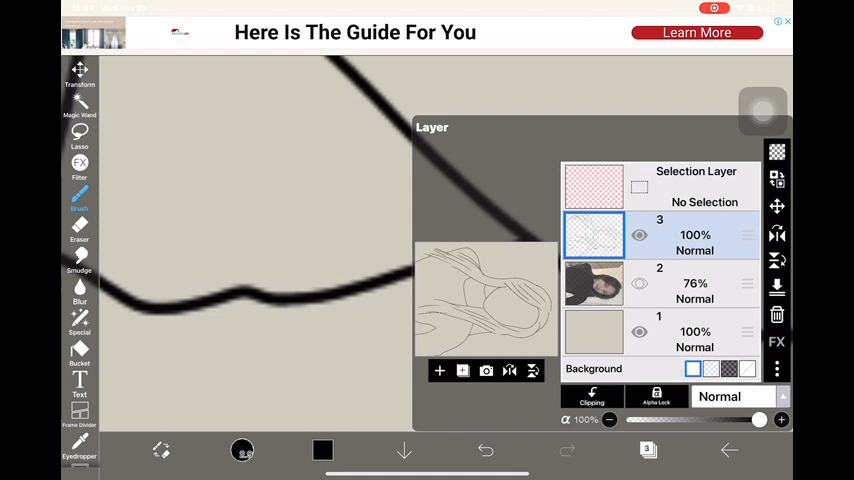 Here Is The Guide For You
Learn More
Transform
Magic Wand
Lasso
FX
Filter
Brush
Eraser
Smudge
Blur
Special
Bucket
T
Text
Frame Divider
Eyedropper
Layer
Selection Layer
No Selection
3
100%
Normal
2
76%
Normal
1
100%
Normal
Background
FX
Clipping
Alpha Lock
Normal
α 100%
3